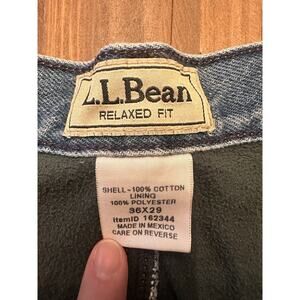 L.L.Bean
RELAXED FIT
SHELL-100% COTTON
LINING
100% POLYESTER
36X29
ItemID 162344
MADE IN MEXICO
CARE ON REVERSE